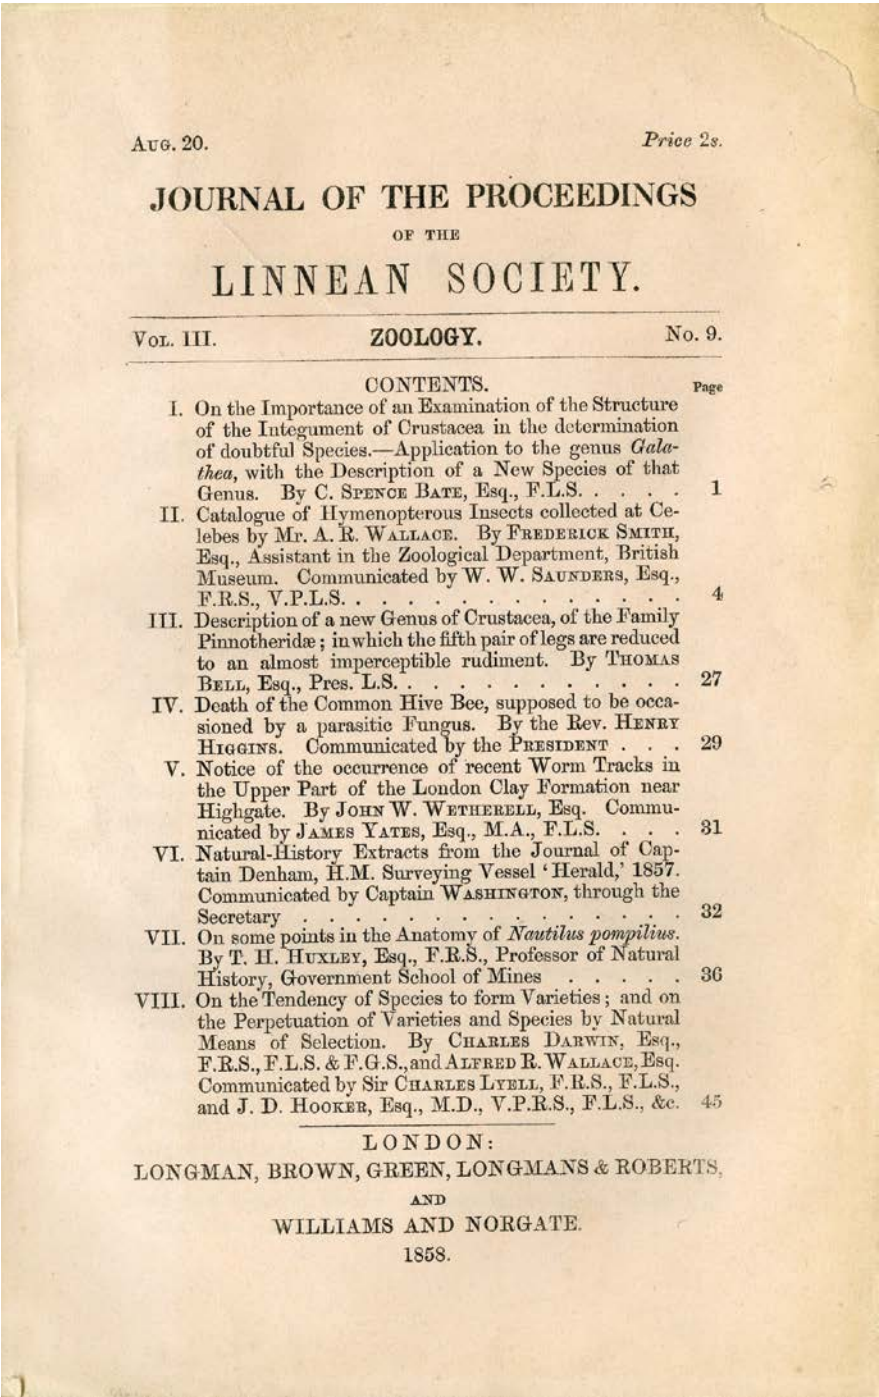 AUG. 20. Price 2s.
JOURNAL OF THE PROCEEDINGS
OF THE
LINNEAN SOCIETY.
VOL. III. ZOOLOGY. No. 9.
CONTENTS. Page
I. On the Importance of an Examination of the Structure
of the Integument of Crustacea in the determination
of doubtful Species.—Application to the genus Gala-
thea, with the Description of a New Species of that
Genus. By C. SPENCE BATE, Esq., F.L.S. . . . . . 1
II. Catalogue of Hymenopterous Insects collected at Ce-
lebes by Mr. A. R. WALLACE. By FREDERICK SMITH,
Esq., Assistant in the Zoological Department, British
Museum. Communicated by W. W. SAUNDERS, Esq.,
F.R.S., V.P.L.S. . . . . . . . . . . . . . 4
III. Description of a new Genus of Crustacea, of the Family
Pinnotheridæ; in which the fifth pair of legs are reduced
to an almost imperceptible rudiment. By THOMAS
BELL, Esq., Pres. L.S. . . . . . . . . . . . 27
IV. Death of the Common Hive Bee, supposed to be occa-
sioned by a parasitic Fungus. By the Rev. HENRY
HIGGINS. Communicated by the PRESIDENT . . . 29
V. Notice of the occurrence of recent Worm Tracks in
the Upper Part of the London Clay Formation near
Highgate. By JOHN W. WETHERELL, Esq. Commu-
nicated by JAMES YATES, Esq., M.A., F.L.S. . . . 31
VI. Natural-History Extracts from the Journal of Cap-
tain Denham, H.M. Surveying Vessel ‘Herald,’ 1857.
Communicated by Captain WASHINGTON, through the
Secretary . . . . . . . . . . . . . . . 32
VII. On some points in the Anatomy of Nautilus pompilius.
By T. H. HUXLEY, Esq., F.R.S., Professor of Natural
History, Government School of Mines . . . . . 36
VIII. On the Tendency of Species to form Varieties; and on
the Perpetuation of Varieties and Species by Natural
Means of Selection. By CHARLES DARWIN, Esq.,
F.R.S., F.L.S. & F.G.S., and ALFRED R. WALLACE, Esq.
Communicated by Sir CHARLES LYELL, F.R.S., F.L.S.,
and J. D. HOOKER, Esq., M.D., V.P.R.S., F.L.S., &c. 45
LONDON:
LONGMAN, BROWN, GREEN, LONGMANS & ROBERTS,
AND
WILLIAMS AND NORGATE.
1858.